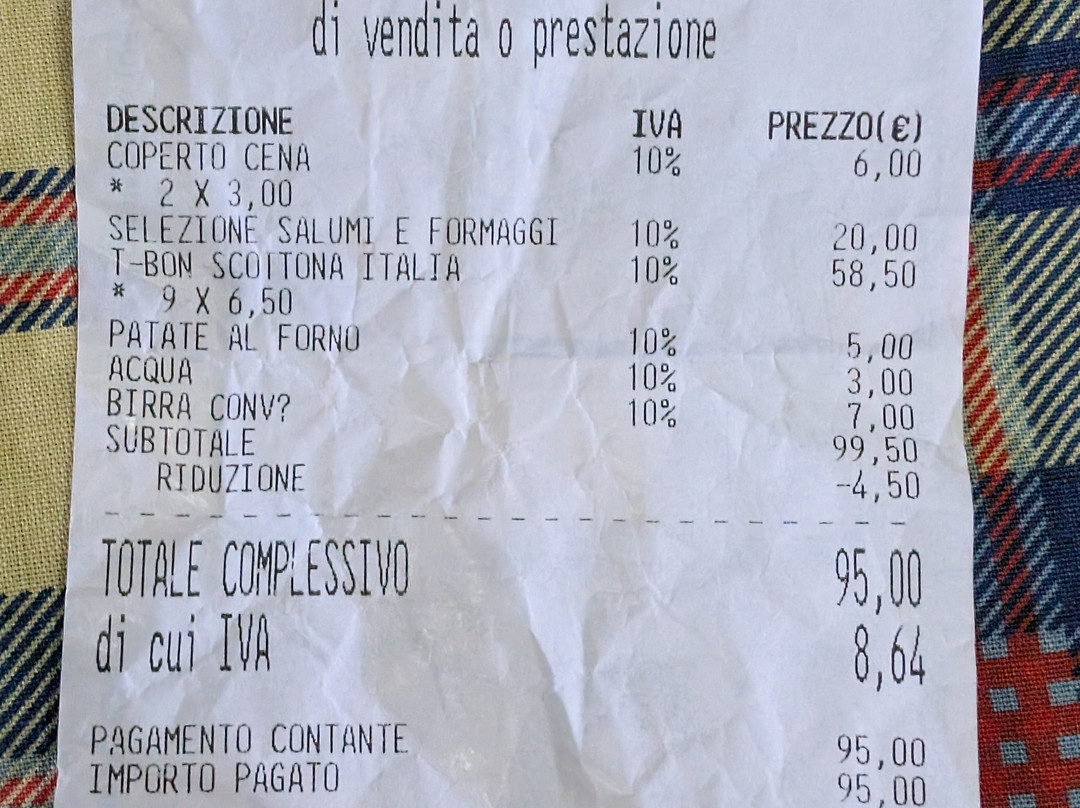 di vendita o prestazione
DESCRIZIONE IVA PREZZO(€)
COPERTO CENA 10% 6,00
* 2 X 3,00
SELEZIONE SALUMI E FORMAGGI 10% 20,00
T-BON SCOTTONA ITALIA 10% 58,50
* 9 X 6,50
PATATE AL FORNO 10% 5,00
ACQUA 10% 3,00
BIRRA CONV? 10% 7,00
SUBTOTALE 99,50
RIDUZIONE -4,50
TOTALE COMPLESSIVO 95,00
di cui IVA 8,64
PAGAMENTO CONTANTE 95,00
IMPORTO PAGATO 95,00